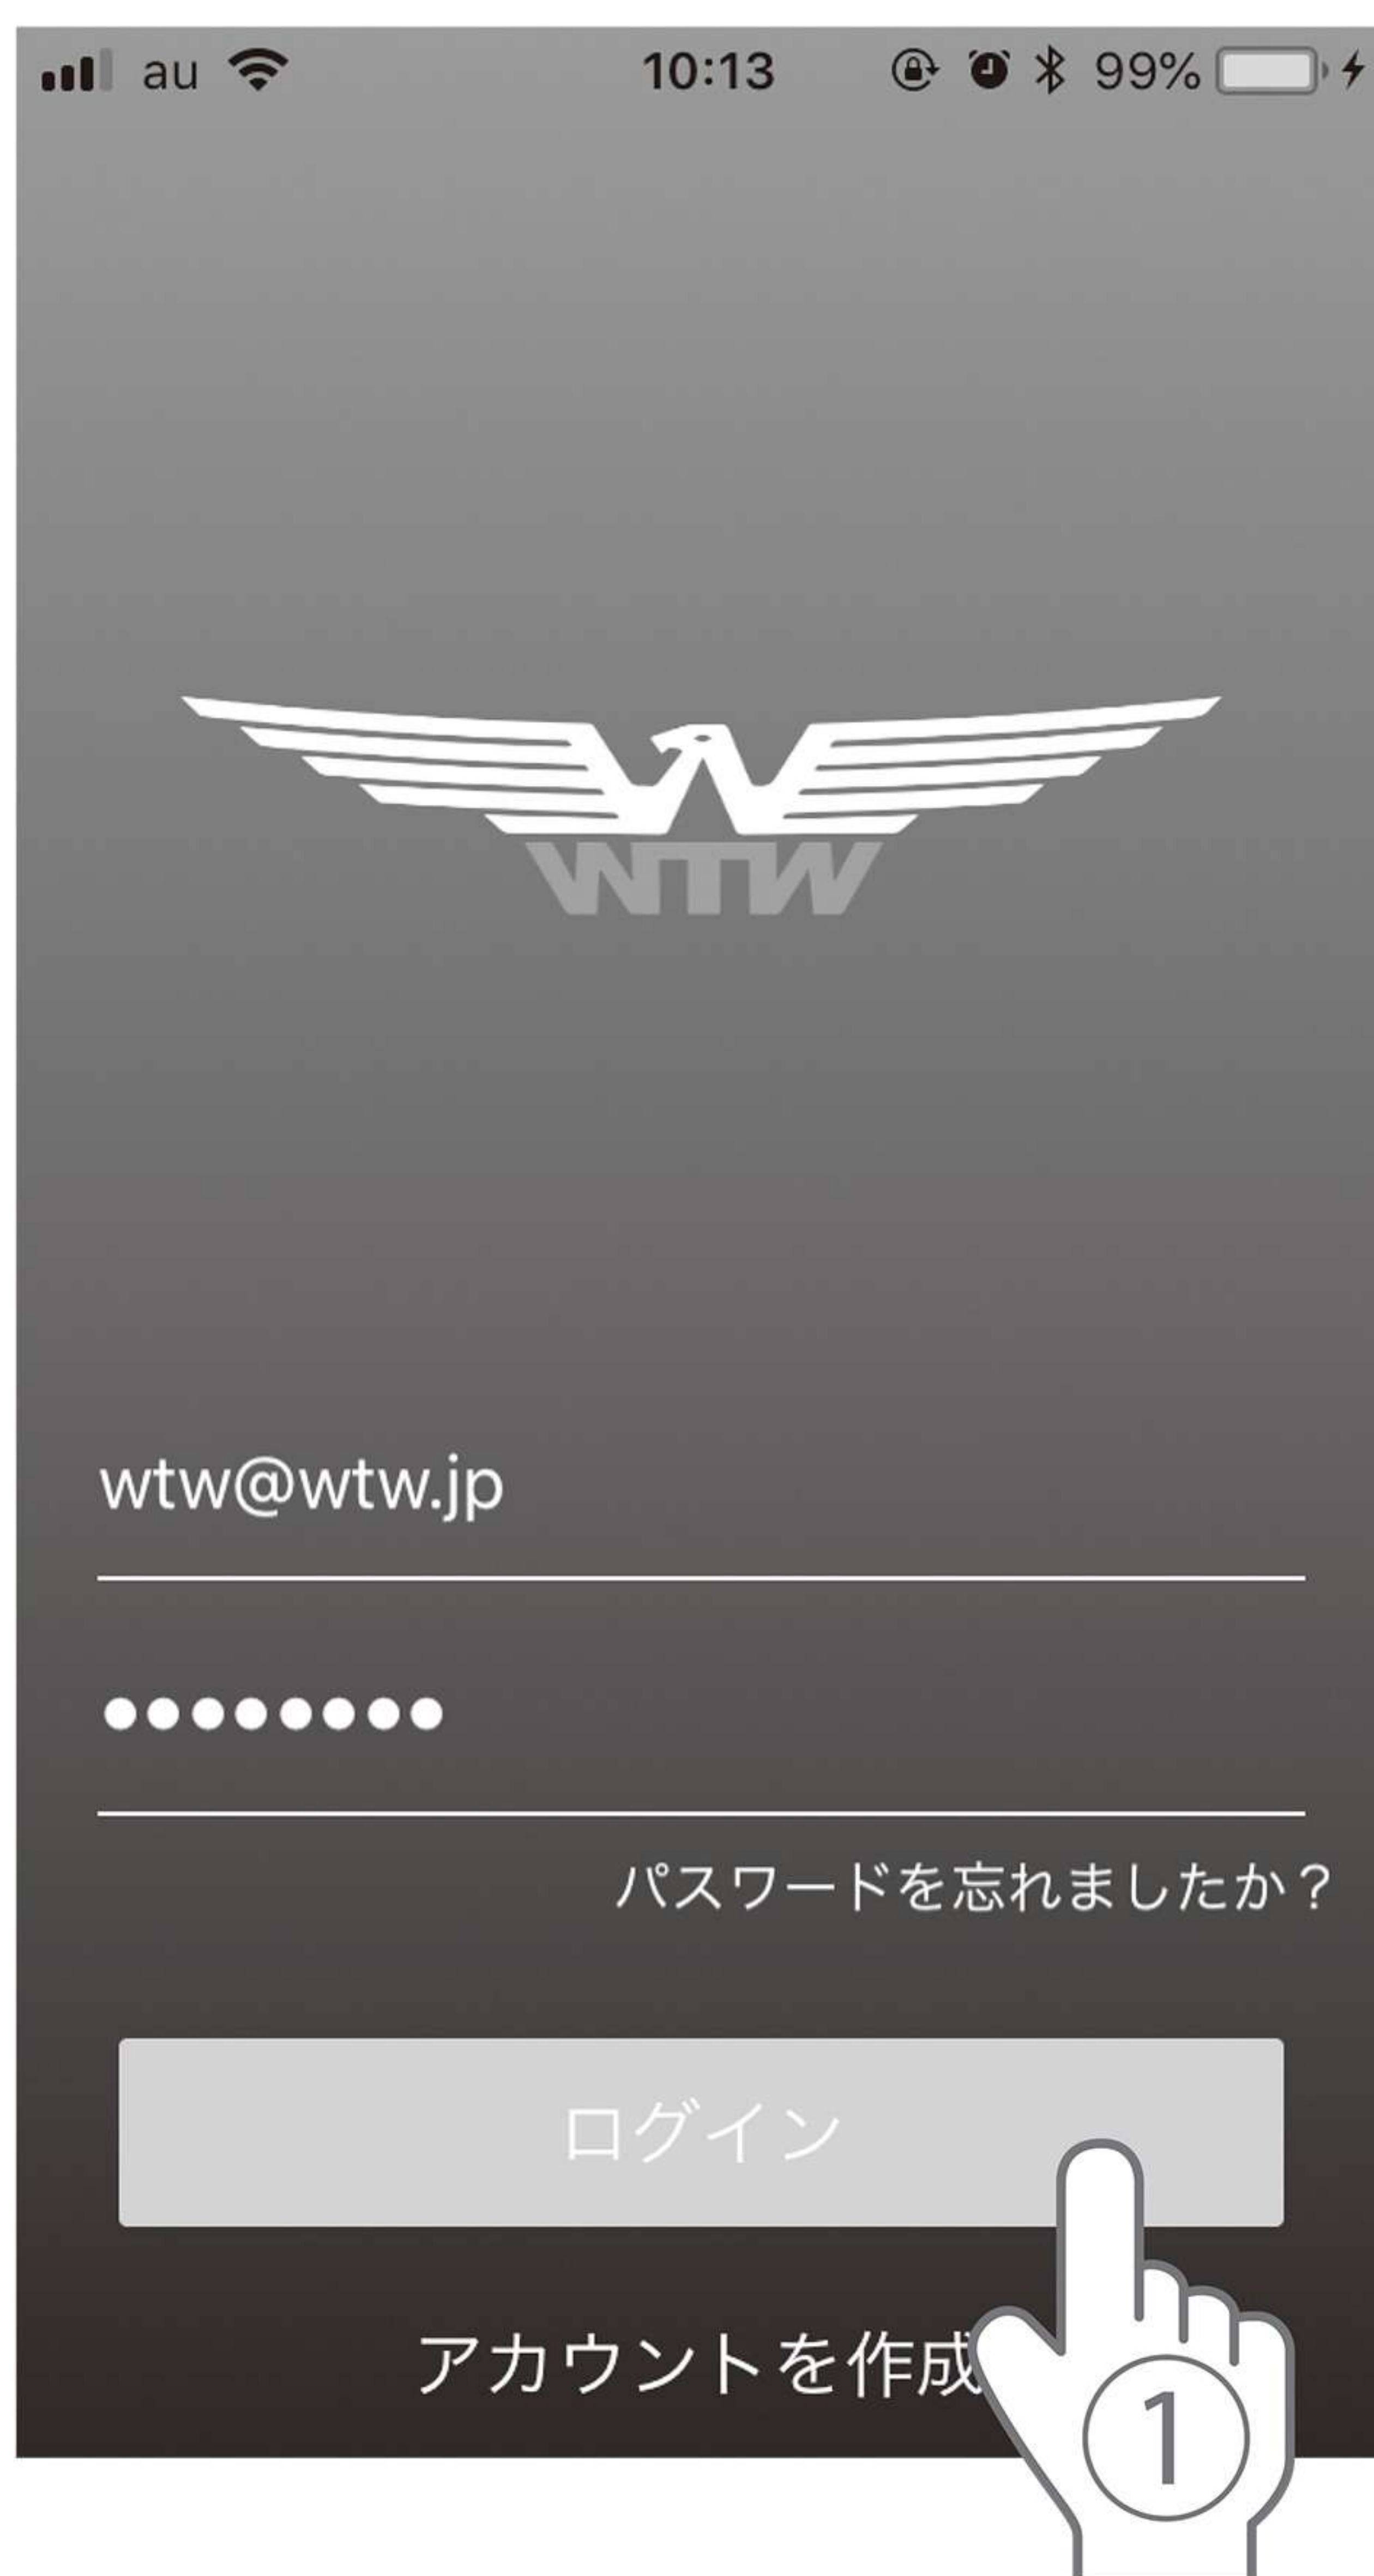 au 10:13 99%
WTW
wtw@wtw.jp
••••••••
パスワードを忘れましたか？
ログイン
アカウントを作成
1